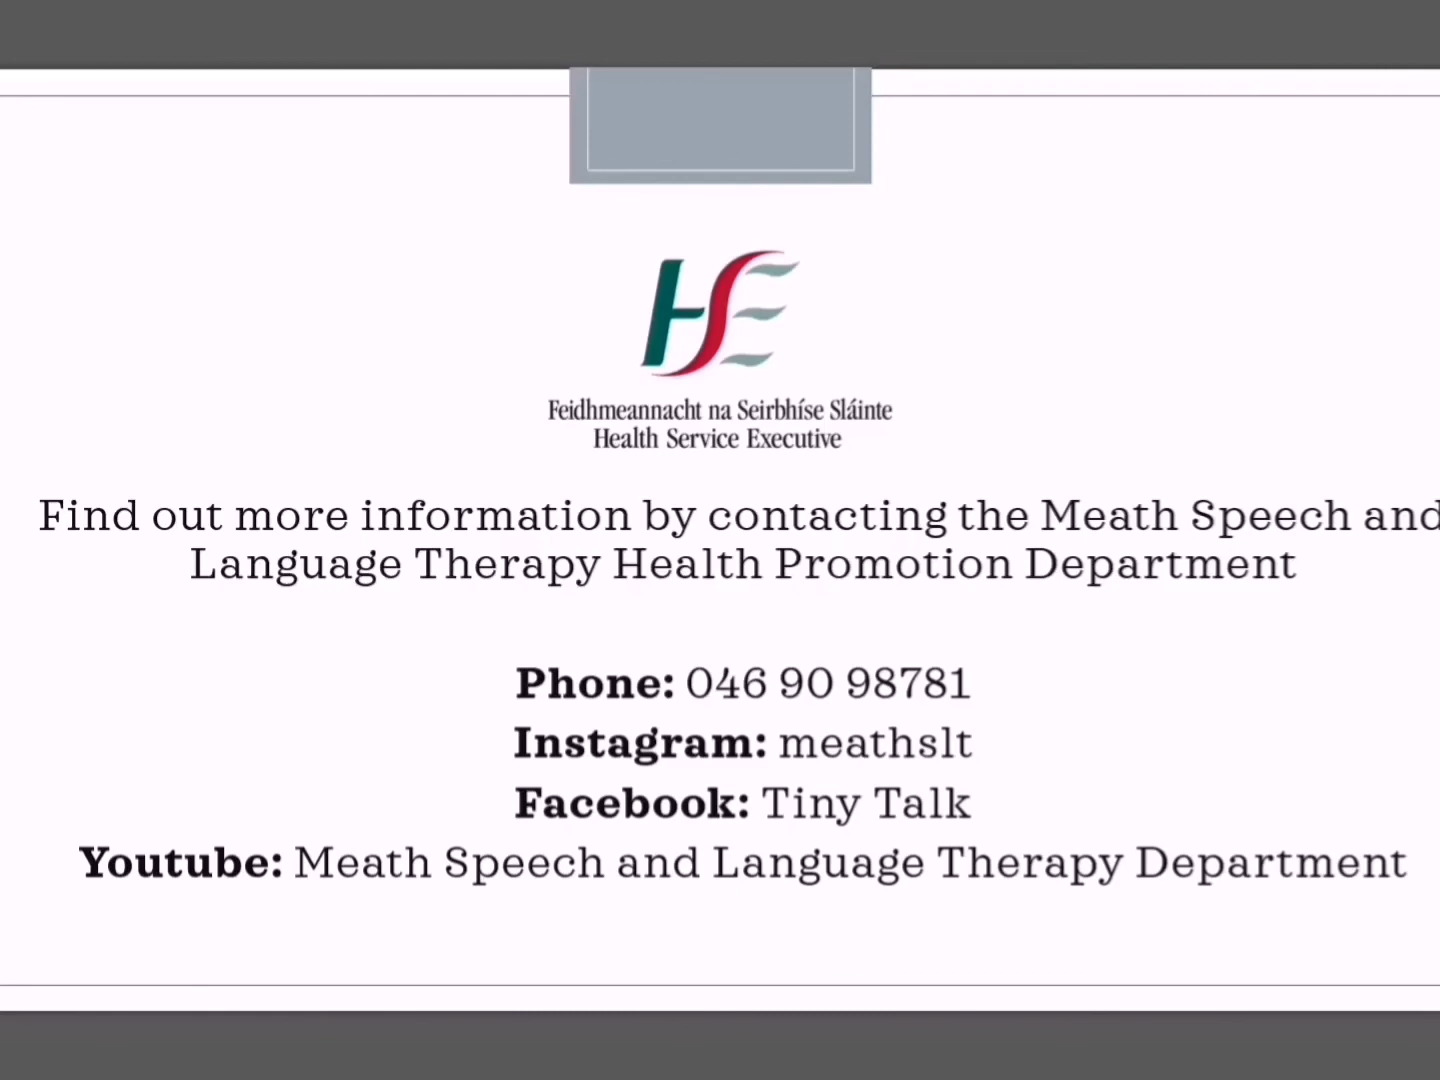 HSE
Feidhmeannacht na Seirbhíse Sláinte
Health Service Executive
Find out more information by contacting the Meath Speech and
Language Therapy Health Promotion Department
Phone: 046 90 98781
Instagram: meathslt
Facebook: Tiny Talk
Youtube: Meath Speech and Language Therapy Department